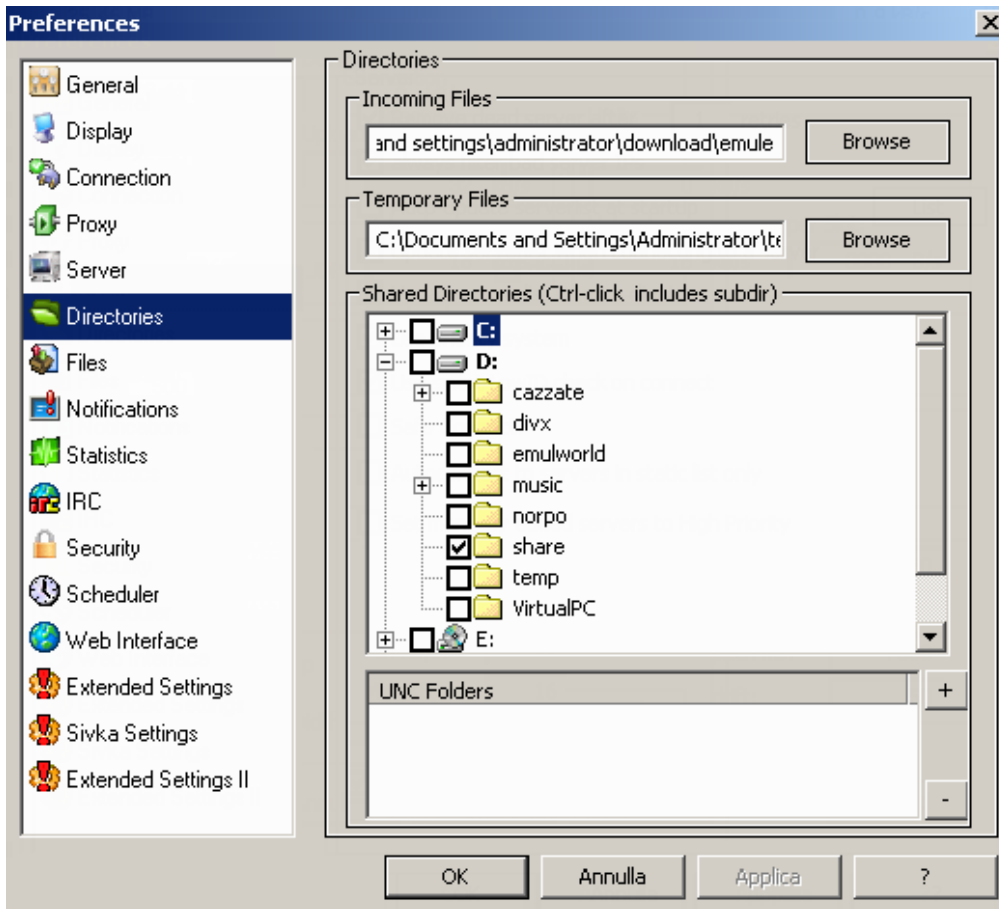 Preferences
General
Display
Connection
Proxy
Server
Directories
Files
Notifications
Statistics
IRC
Security
Scheduler
Web Interface
Extended Settings
Sivka Settings
Extended Settings II
Directories
Incoming Files
and settings\administrator\download\emule
Browse
Temporary Files
C:\Documents and Settings\Administrator\te
Browse
Shared Directories (Ctrl-click includes subdir)
C:
D:
cazzate
divx
emulworld
music
norpo
share
temp
VirtualPC
E:
UNC Folders
+
-
OK
Annulla
Applica
?